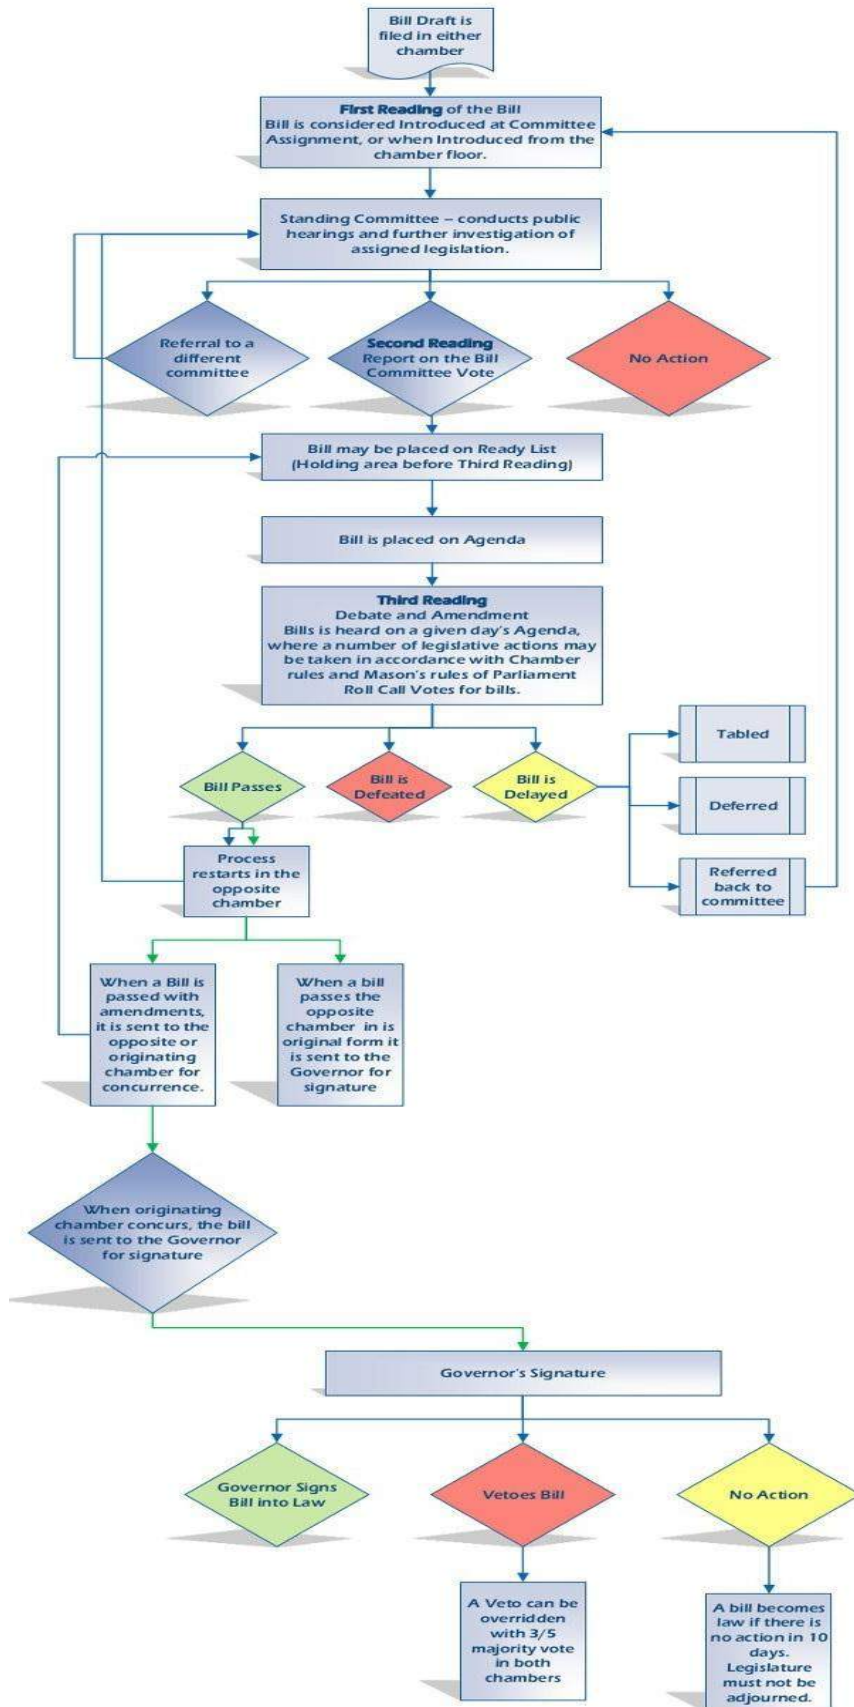 Bill Draft is
filed in either
chamber
First Reading of the Bill
Bill is considered Introduced at Committee
Assignment, or when Introduced from the
chamber floor.
Standing Committee – conducts public
hearings and further investigation of
assigned legislation.
Referral to a
different
committee
Second Reading
Report on the Bill
Committee Vote
No Action
Bill may be placed on Ready List
(Holding area before Third Reading)
Bill is placed on Agenda
Third Reading
Debate and Amendment
Bills is heard on a given day's Agenda,
where a number of legislative actions may
be taken in accordance with Chamber
rules and Mason's rules of Parliament
Roll Call Votes for bills.
Bill Passes
Bill is
Defeated
Bill is
Delayed
Tabled
Deferred
Referred
back to
committee
Process
restarts in the
opposite
chamber
When a Bill is
passed with
amendments,
it is sent to the
opposite or
originating
chamber for
concurrence.
When a bill
passes the
opposite
chamber in is
original form it
is sent to the
Governor for
signature
When originating
chamber concurs, the bill
is sent to the Governor
for signature
Governor's Signature
Governor Signs
Bill into Law
Vetoes Bill
No Action
A Veto can be
overridden
with 3/5
majority vote
in both
chambers
A bill becomes
law if there is
no action in 10
days.
Legislature
must not be
adjourned.